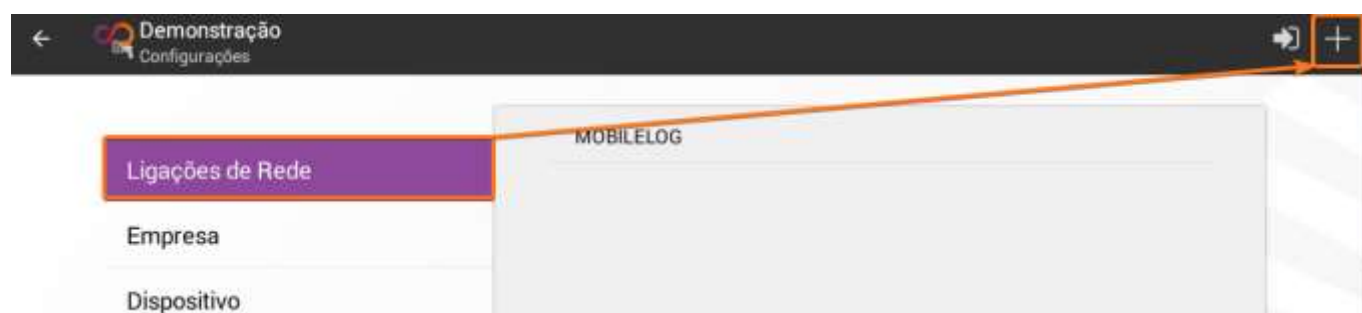 Demonstração
Configurações
MOBILELOG
Ligações de Rede
Empresa
Dispositivo